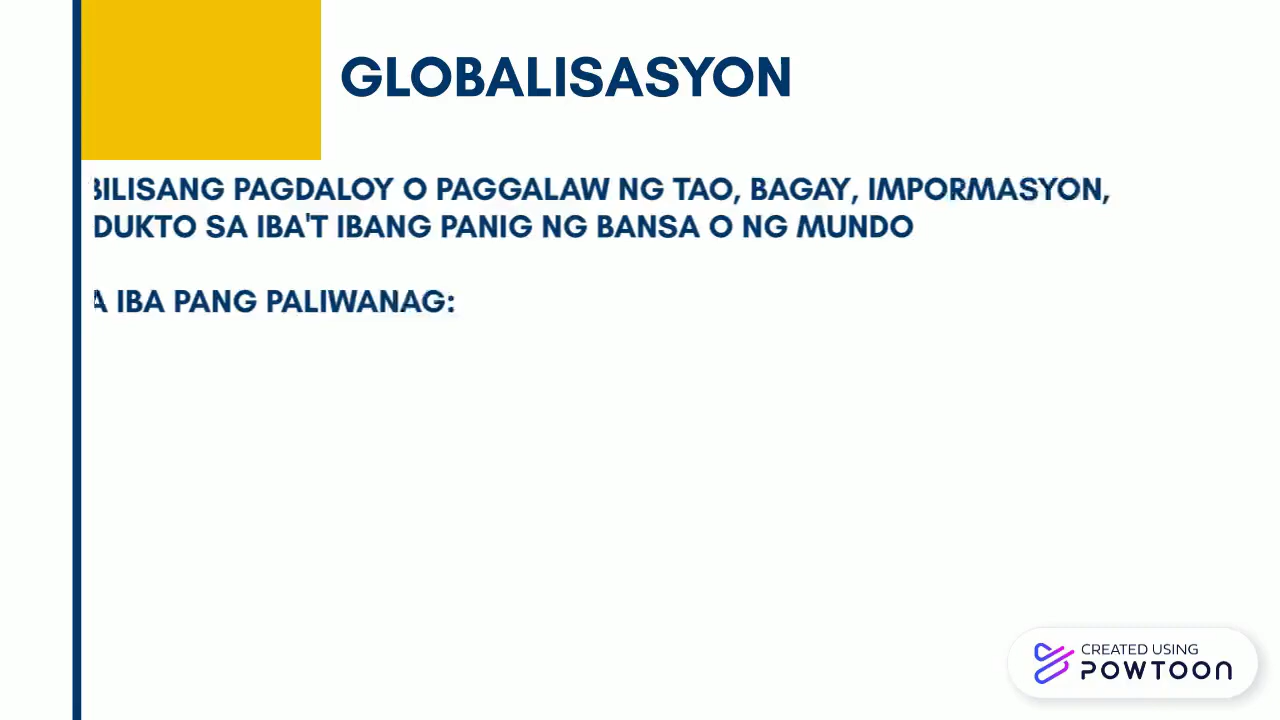 GLOBALISASYON
BILISANG PAGDALOY O PAGGALAW NG TAO, BAGAY, IMPORMASYON,
DUKTO SA IBA'T IBANG PANIG NG BANSA O NG MUNDO
A IBA PANG PALIWANAG:
CREATED USING
POWTOON